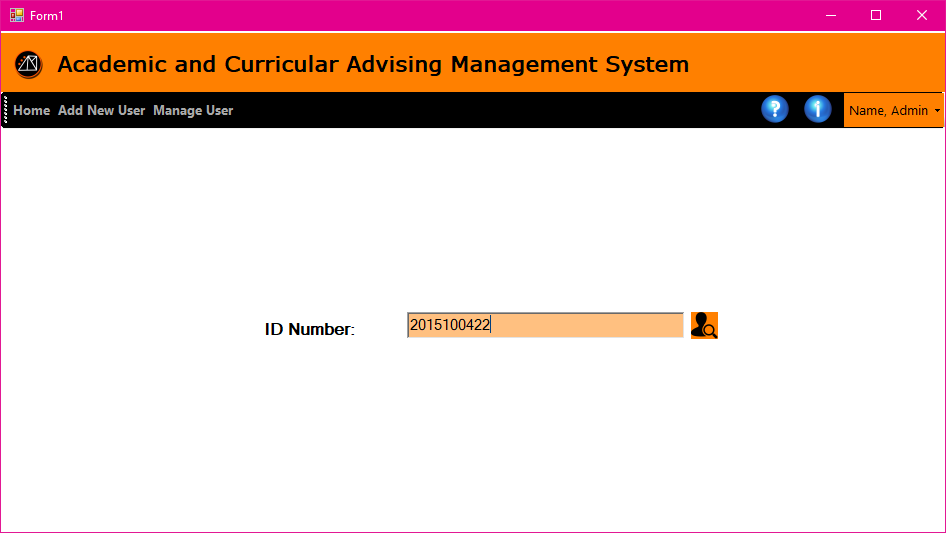 Form1
Academic and Curricular Advising Management System
Home Add New User Manage User ? i Name, Admin
ID Number: 2015100422